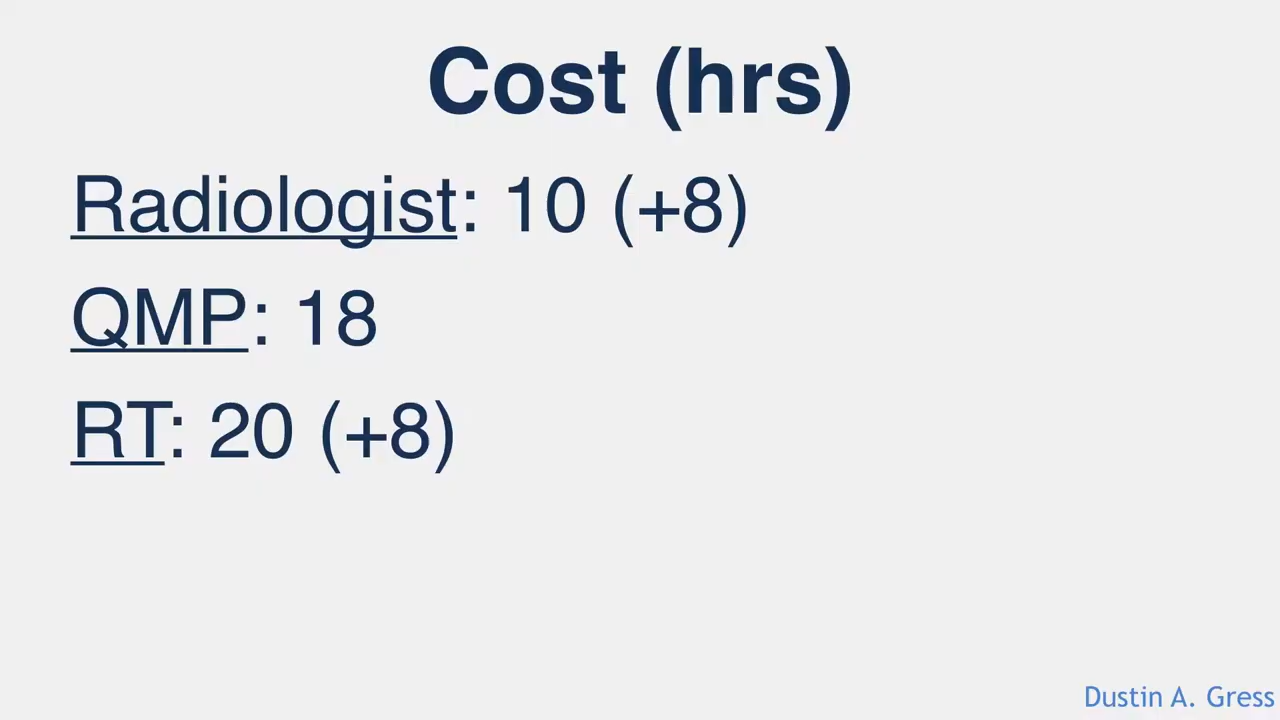 Cost (hrs)
Radiologist: 10 (+8)
QMP: 18
RT: 20 (+8)
Dustin A. Gress